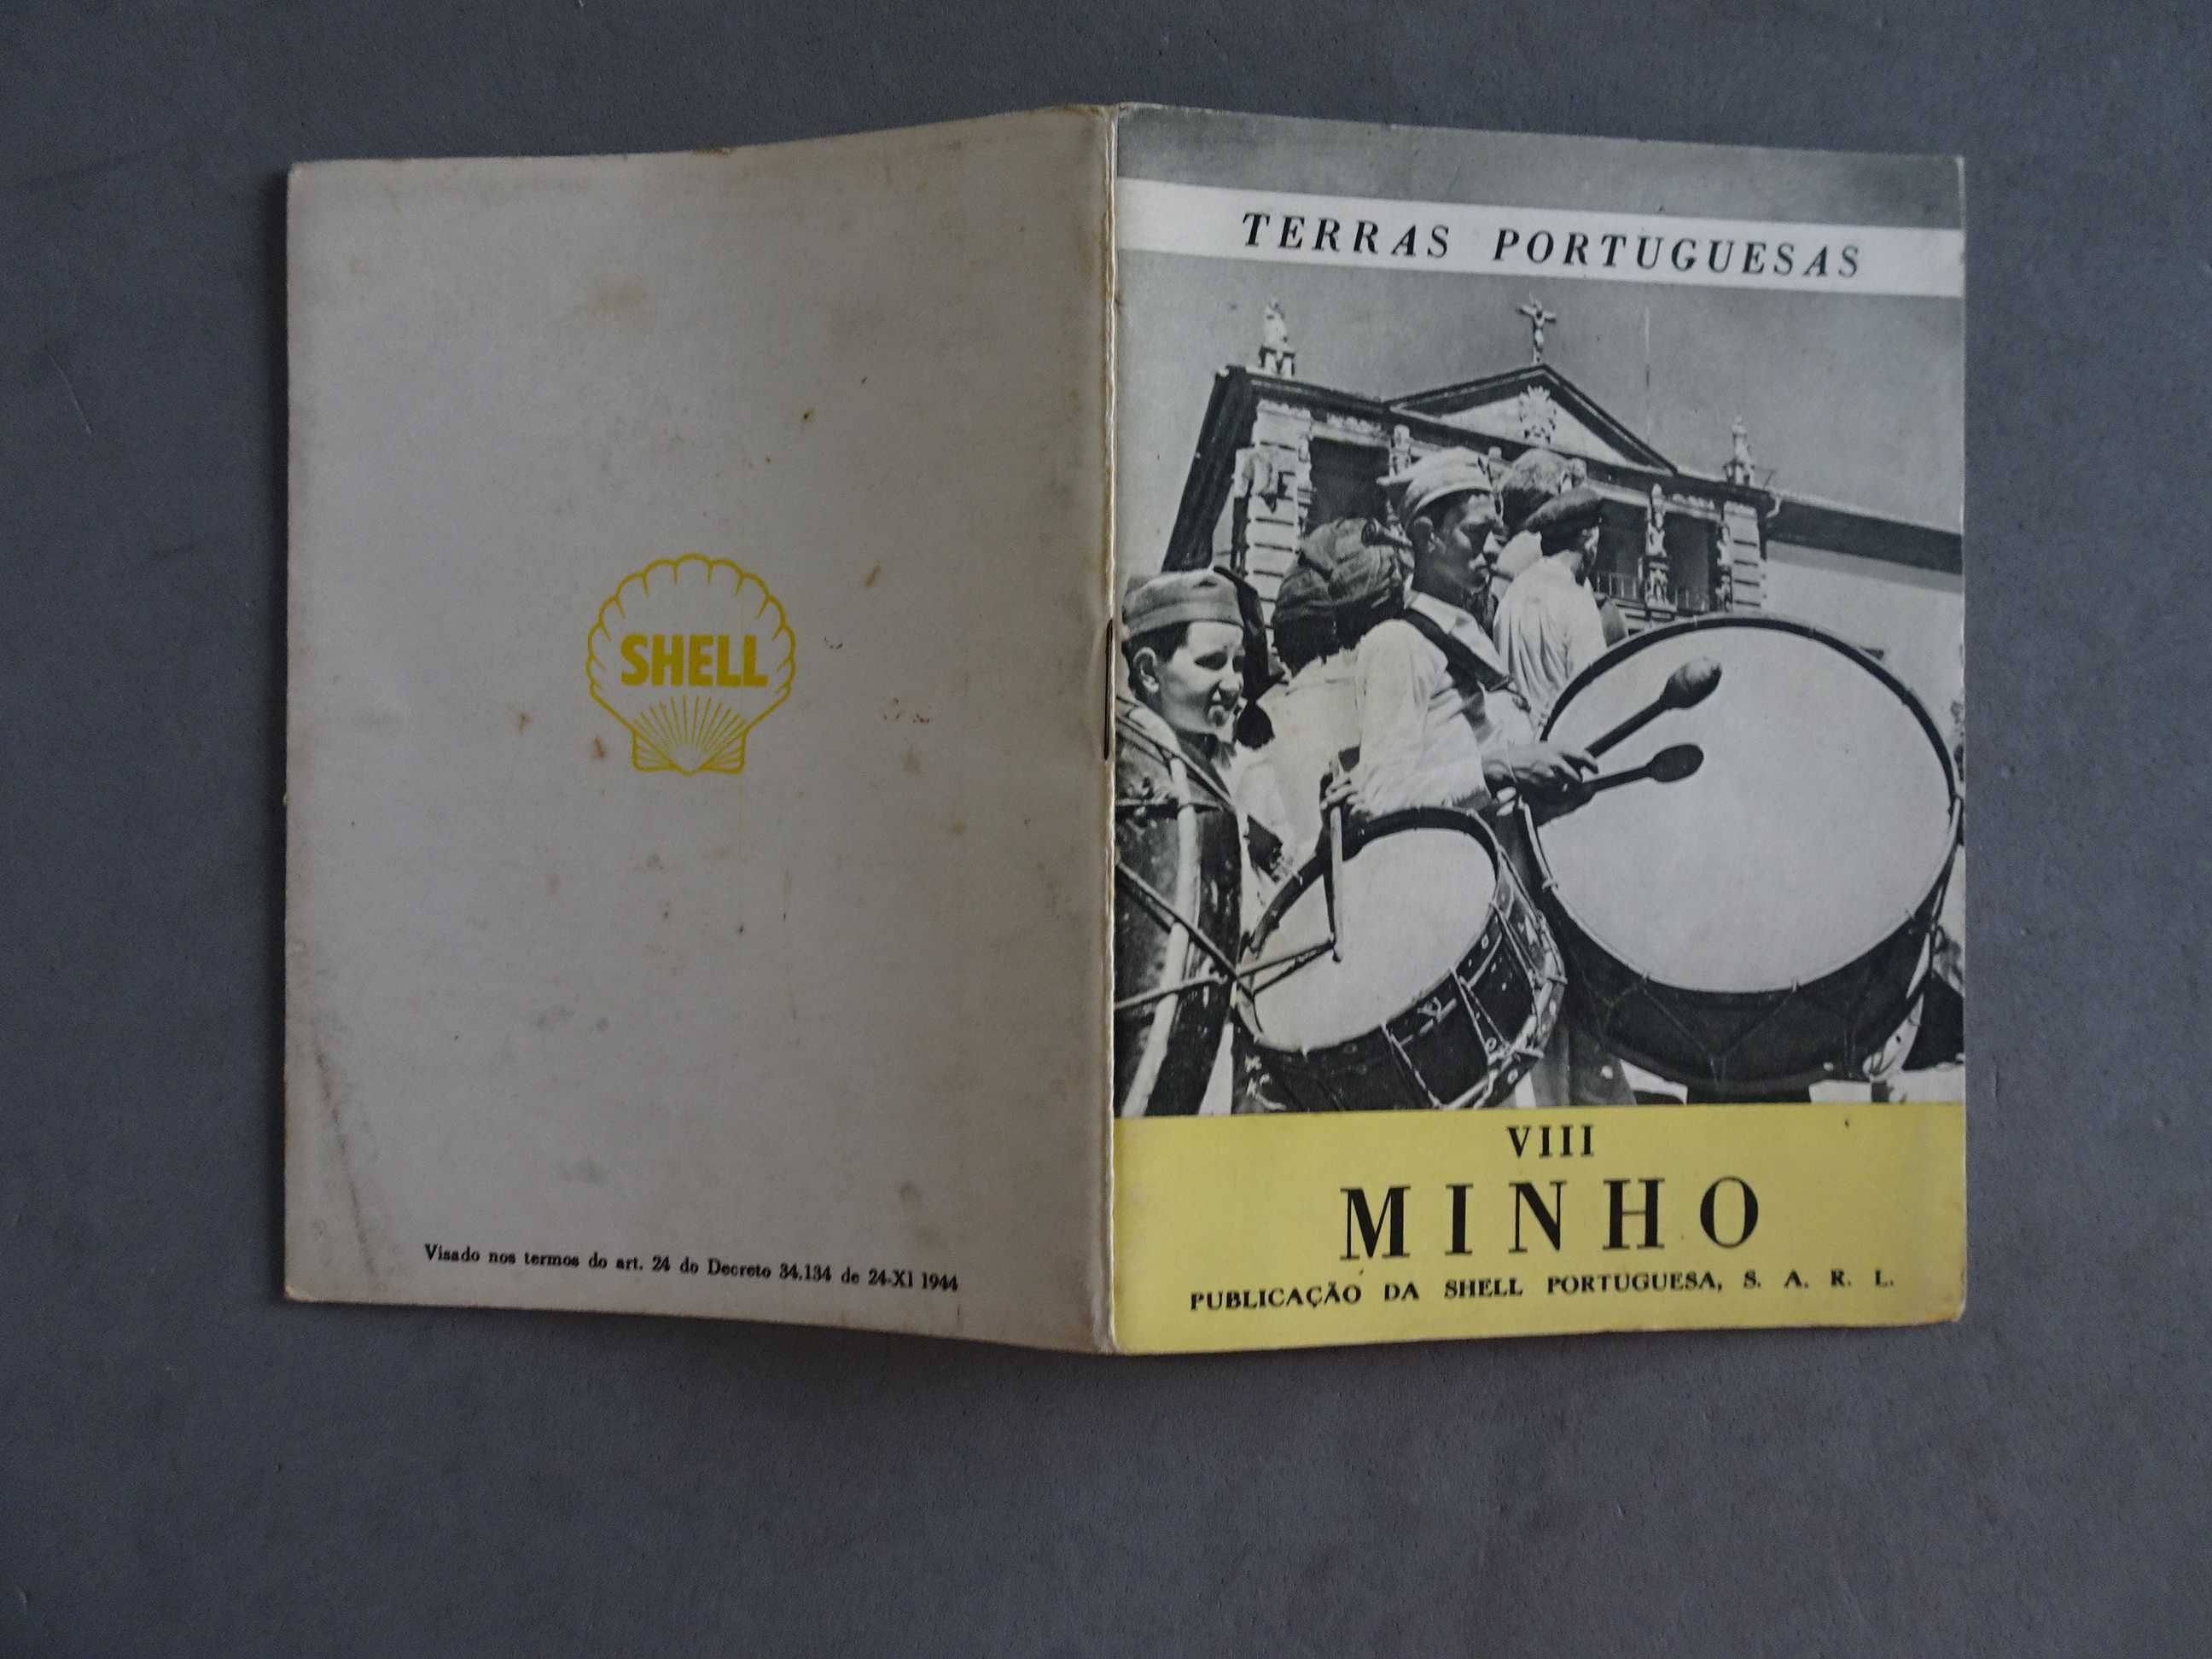 SHELL
Visado nos termos do art. 24 do Decreto 34.134 de 24-XI 1944
TERRAS PORTUGUESAS
VIII
MINHO
PUBLICAÇÃO DA SHELL PORTUGUESA, S. A. R. L.